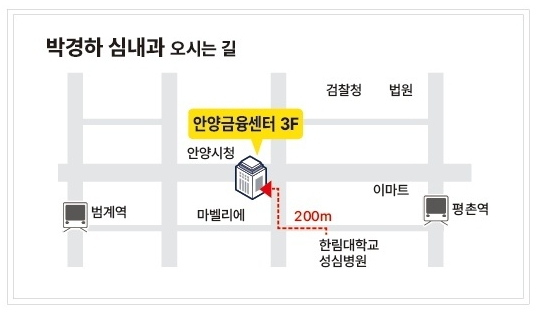 박경하 심내과 오시는 길
검찰청 법원
안양금융센터 3F
안양시청
이마트
범계역
마벨리에
200m
평촌역
한림대학교
성심병원